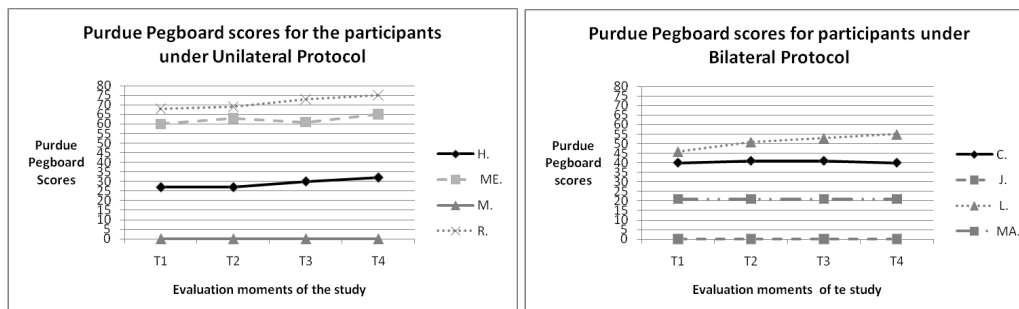 Purdue Pegboard scores for the participants
under Unilateral Protocol
80
75
70
65
60
55
50
45
40
35
30
25
20
15
10
5
0
Purdue
Pegboard
Scores
T1 T2 T3 T4
Evaluation moments of the study
H.
ME.
M.
R.
Purdue Pegboard scores for participants under
Bilateral Protocol
80
75
70
65
60
55
50
45
40
35
30
25
20
15
10
5
0
Purdue
Pegboard
scores
T1 T2 T3 T4
Evaluation moments of te study
C.
J.
L.
MA.